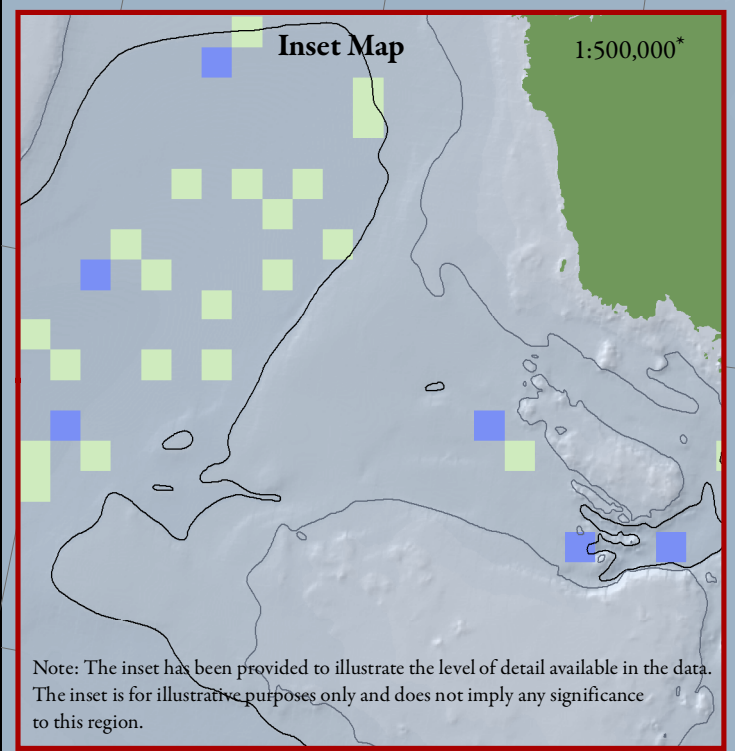 Inset Map
1:500,000*
Note: The inset has been provided to illustrate the level of detail available in the data.
The inset is for illustrative purposes only and does not imply any significance
to this region.